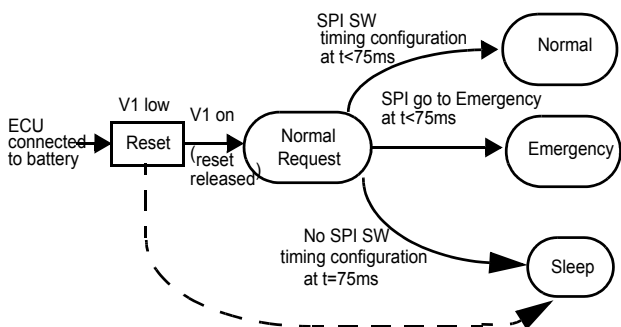 SPI SW
timing configuration
at t<75ms
Normal
V1 low
V1 on
SPI go to Emergency
at t<75ms
ECU
connected
to battery
Reset
(reset
released)
Normal
Request
Emergency
No SPI SW
timing configuration
at t=75ms
Sleep